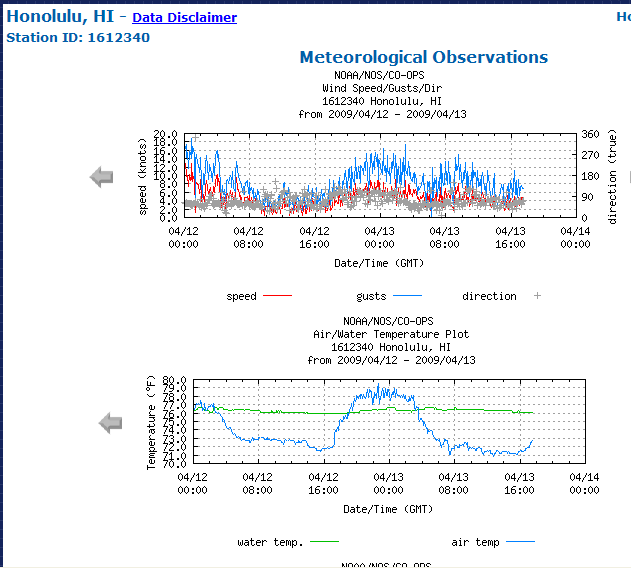 Honolulu, HI - Data Disclaimer
Ho
Station ID: 1612340
Meteorological Observations
NOAA/NOS/CO-OPS
Wind Speed/Gusts/Dir
1612340 Honolulu, HI
from 2009/04/12 - 2009/04/13
speed (knots)
20.0
18.0
16.0
14.0
12.0
10.0
8.0
6.0
4.0
2.0
0.0
360
270
180
90
0
direction (true)
04/12 04/12 04/12 04/13 04/13 04/13 04/14
00:00 08:00 16:00 00:00 08:00 16:00 00:00
Date/Time (GMT)
speed gusts direction
NOAA/NOS/CO-OPS
Air/Water Temperature Plot
1612340 Honolulu, HI
from 2009/04/12 - 2009/04/13
Temperature (°F)
80.0
79.0
78.0
77.0
76.0
75.0
74.0
73.0
72.0
71.0
70.0
04/12 04/12 04/12 04/13 04/13 04/13 04/14
00:00 08:00 16:00 00:00 08:00 16:00 00:00
Date/Time (GMT)
water temp. air temp
NOAA/NOS/CO-OPS